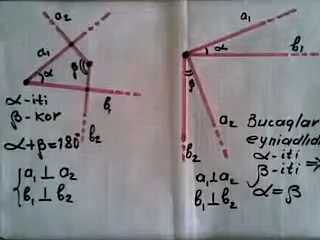 a₂
a₁
α
β
b₁
b₂
α-iti
β-kor
α+β=180°
{a₁ ⊥ a₂
b₁ ⊥ b₂
a₁
α
b₁
β
a₂
b₂
Bucaqlar
α-iti
β-iti ⇒
α=β
a₁⊥a₂
b₁⊥b₂